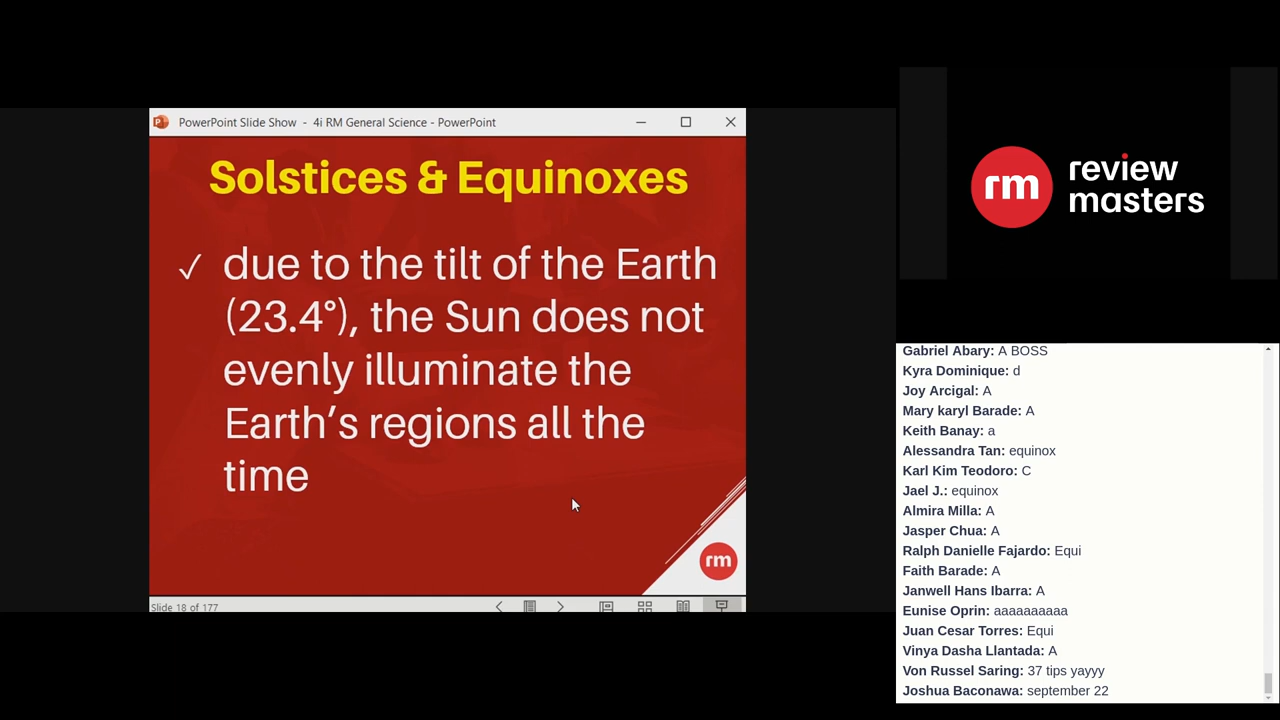 PowerPoint Slide Show - 4i RM General Science - PowerPoint
Solstices & Equinoxes
✓ due to the tilt of the Earth
(23.4°), the Sun does not
evenly illuminate the
Earth’s regions all the
time
rm
Slide 18 of 177
rm
review
masters
Gabriel Abary: A BOSS
Kyra Dominique: d
Joy Arcigal: A
Mary karyl Barade: A
Keith Banay: a
Alessandra Tan: equinox
Karl Kim Teodoro: C
Jael J.: equinox
Almira Milla: A
Jasper Chua: A
Ralph Danielle Fajardo: Equi
Faith Barade: A
Janwell Hans Ibarra: A
Eunise Oprin: aaaaaaaaaa
Juan Cesar Torres: Equi
Vinya Dasha Llantada: A
Von Russel Saring: 37 tips yayyy
Joshua Baconawa: september 22